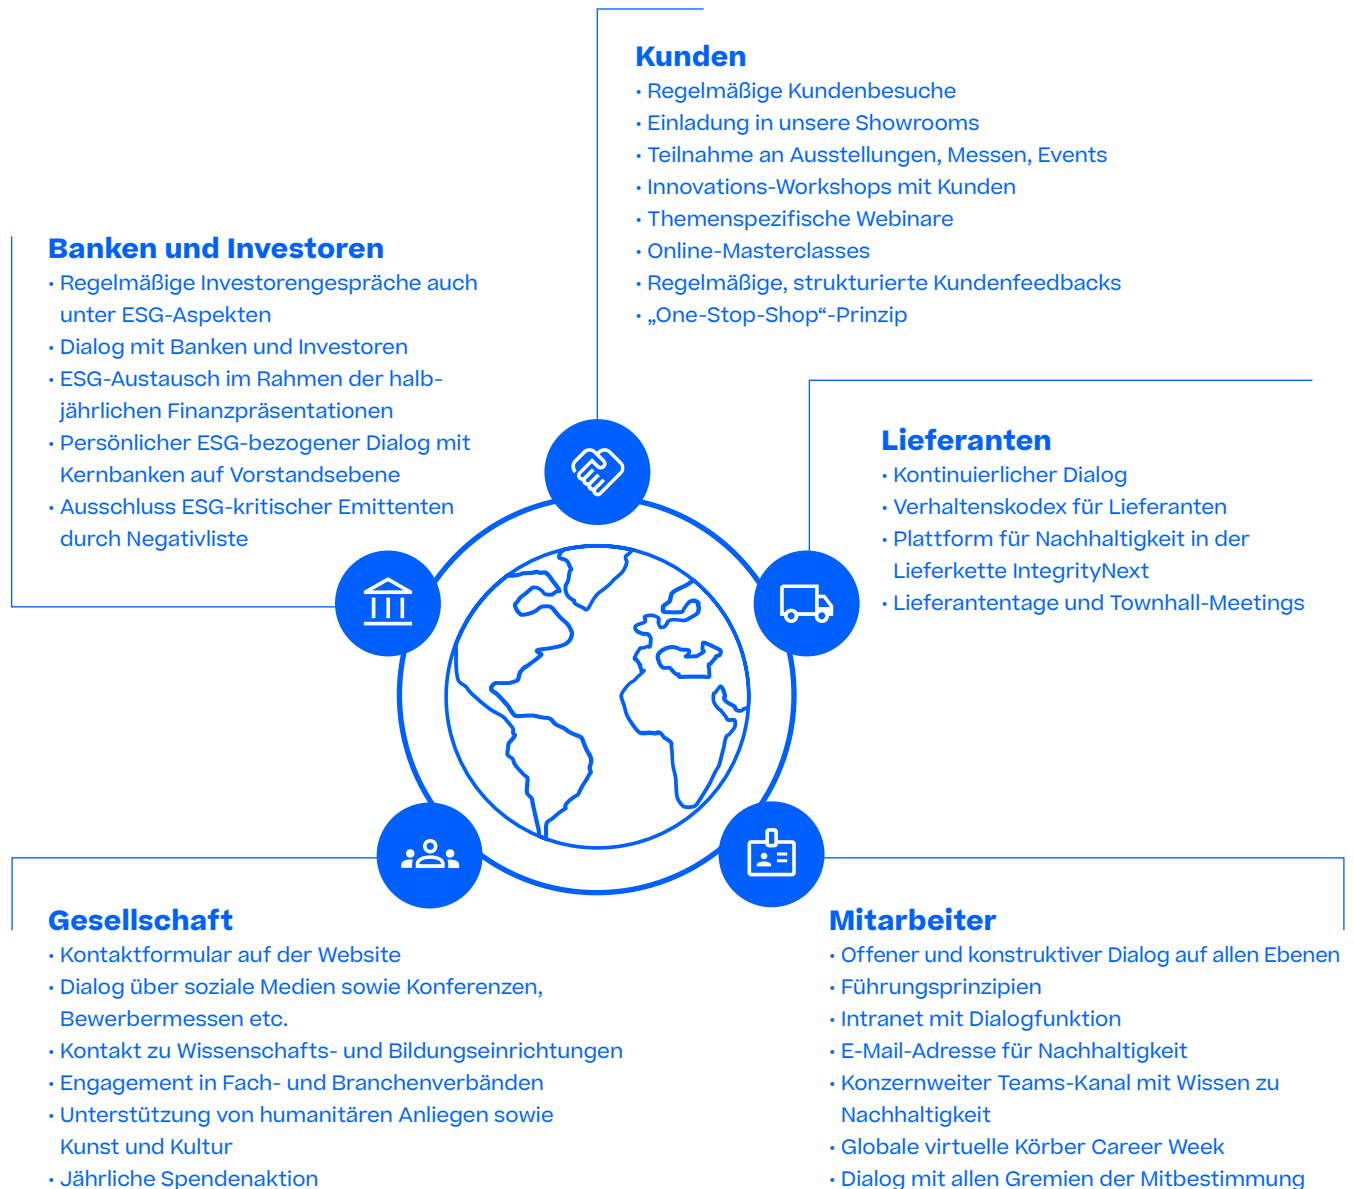 Kunden
• Regelmäßige Kundenbesuche
• Einladung in unsere Showrooms
• Teilnahme an Ausstellungen, Messen, Events
• Innovations-Workshops mit Kunden
• Themenspezifische Webinare
• Online-Masterclasses
• Regelmäßige, strukturierte Kundenfeedbacks
• „One-Stop-Shop“-Prinzip
Banken und Investoren
• Regelmäßige Investorengespräche auch
unter ESG-Aspekten
• Dialog mit Banken und Investoren
• ESG-Austausch im Rahmen der halb-
jährlichen Finanzpräsentationen
• Persönlicher ESG-bezogener Dialog mit
Kernbanken auf Vorstandsebene
• Ausschluss ESG-kritischer Emittenten
durch Negativliste
Lieferanten
• Kontinuierlicher Dialog
• Verhaltenskodex für Lieferanten
• Plattform für Nachhaltigkeit in der
Lieferkette IntegrityNext
• Lieferantentage und Townhall-Meetings
Gesellschaft
• Kontaktformular auf der Website
• Dialog über soziale Medien sowie Konferenzen,
Bewerbermessen etc.
• Kontakt zu Wissenschafts- und Bildungseinrichtungen
• Engagement in Fach- und Branchenverbänden
• Unterstützung von humanitären Anliegen sowie
Kunst und Kultur
• Jährliche Spendenaktion
Mitarbeiter
• Offener und konstruktiver Dialog auf allen Ebenen
• Führungsprinzipien
• Intranet mit Dialogfunktion
• E-Mail-Adresse für Nachhaltigkeit
• Konzernweiter Teams-Kanal mit Wissen zu
Nachhaltigkeit
• Globale virtuelle Körber Career Week
• Dialog mit allen Gremien der Mitbestimmung